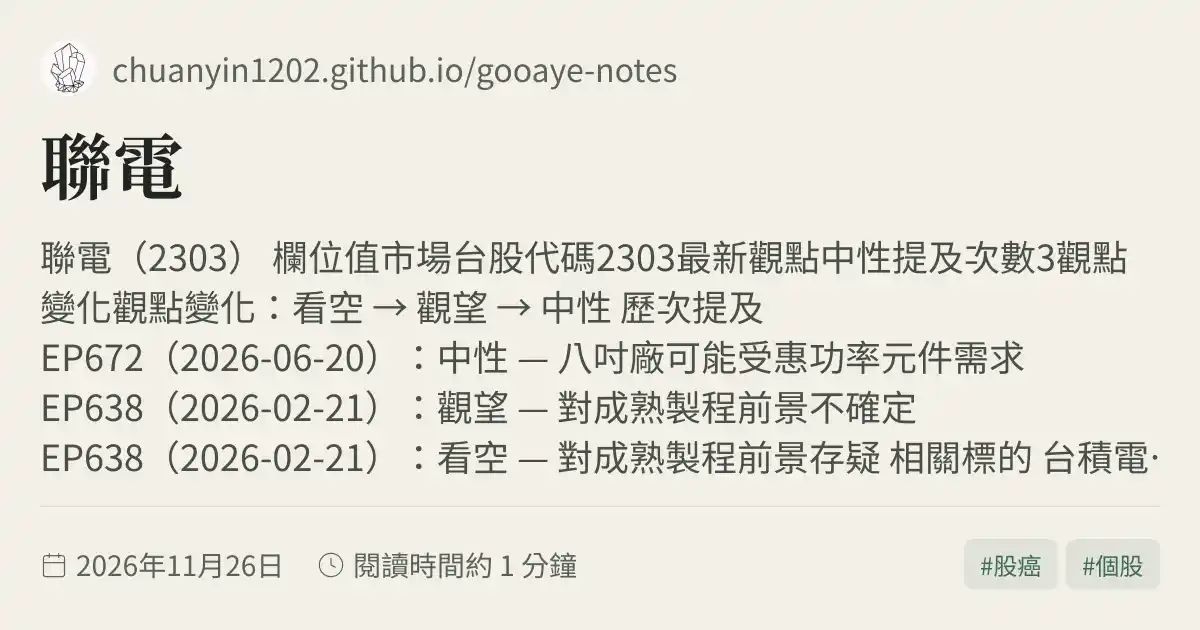 chuanyin1202.github.io/gooaye-notes
聯電
聯電（2303） 欄位值市場台股代碼2303最新觀點中性提及次數3觀點
變化觀點變化：看空 → 觀望 → 中性 歷次提及
EP672（2026-06-20）：中性 — 八吋廠可能受惠功率元件需求
EP638（2026-02-21）：觀望 — 對成熟製程前景不確定
EP638（2026-02-21）：看空 — 對成熟製程前景存疑 相關標的 台積電·
2026年11月26日 閱讀時間約 1 分鐘
#股癌 #個股